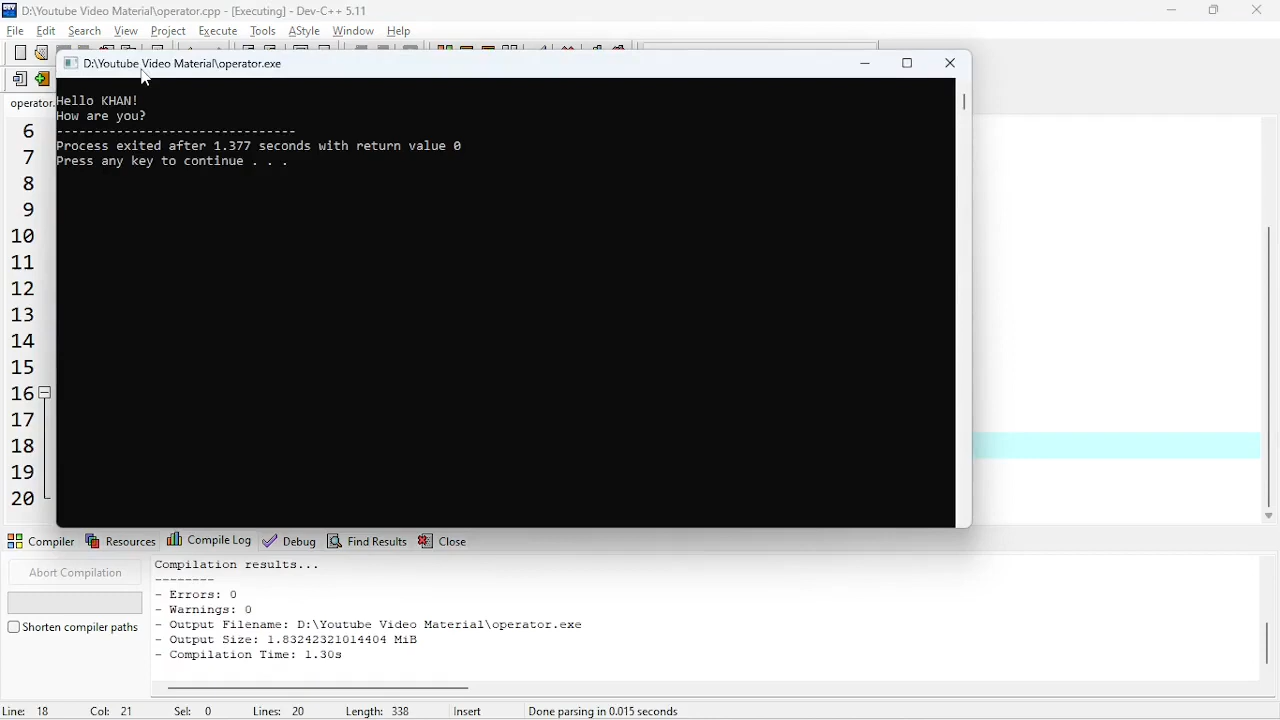 D:\Youtube Video Material\operator.cpp - [Executing] - Dev-C++ 5.11
File Edit Search View Project Execute Tools AStyle Window Help
D:\Youtube Video Material\operator.exe
operator.
Hello KHAN!
How are you?
--------------------------------
Process exited after 1.377 seconds with return value 0
Press any key to continue . . .
6
7
8
9
10
11
12
13
14
15
16
17
18
19
20
Compiler Resources Compile Log Debug Find Results Close
Abort Compilation
Shorten compiler paths
Compilation results...
--------
- Errors: 0
- Warnings: 0
- Output Filename: D:\Youtube Video Material\operator.exe
- Output Size: 1.83242321014404 MiB
- Compilation Time: 1.30s
Line: 18 Col: 21 Sel: 0 Lines: 20 Length: 338 Insert Done parsing in 0.015 seconds